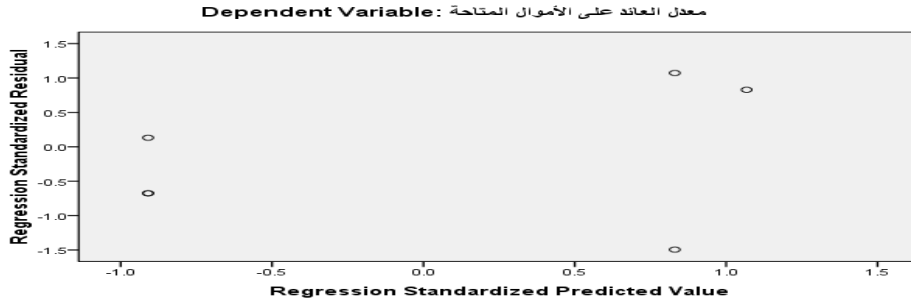 Dependent Variable: معدل العائد على الأموال المتاحة
Regression Standardized Residual
1.5
1.0
0.5
0.0
-0.5
-1.0
-1.5
-1.0 -0.5 0.0 0.5 1.0 1.5
Regression Standardized Predicted Value